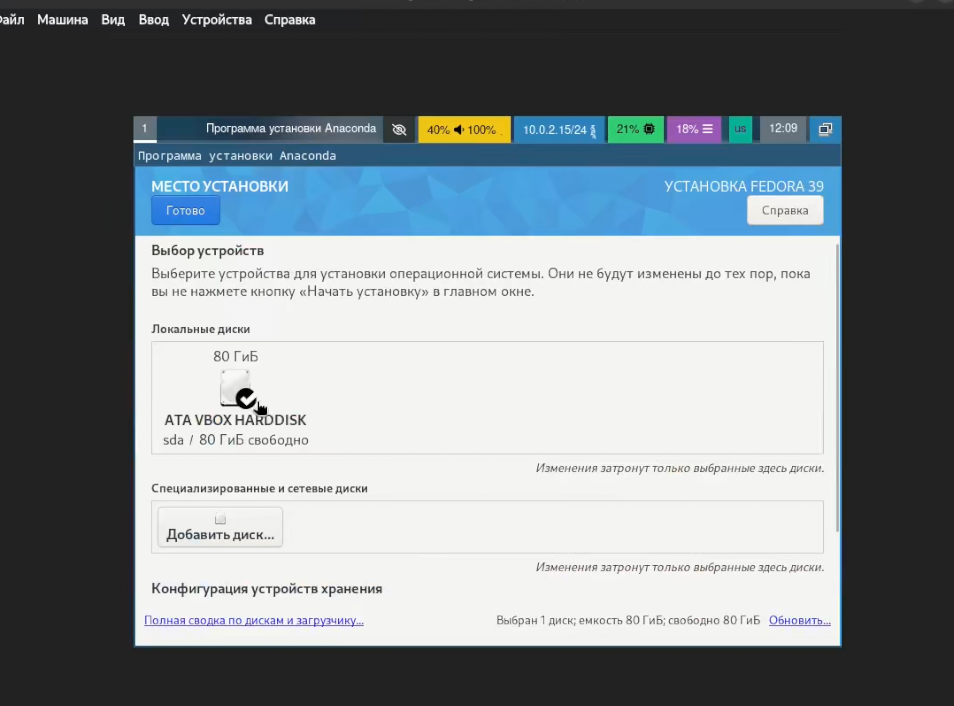 айл Машина Вид Ввод Устройства Справка
1 Программа установки Anaconda 40% 100% 10.0.2.15/24 21% 18% us 12:09
Программа установки Anaconda
МЕСТО УСТАНОВКИ УСТАНОВКА FEDORA 39
Готово Справка
Выбор устройств
Выберите устройства для установки операционной системы. Они не будут изменены до тех пор, пока
вы не нажмете кнопку «Начать установку» в главном окне.
Локальные диски
80 ГиБ
ATA VBOX HARDDISK
sda / 80 ГиБ свободно
Изменения затронут только выбранные здесь диски.
Специализированные и сетевые диски
Добавить диск...
Изменения затронут только выбранные здесь диски.
Конфигурация устройств хранения
Полная сводка по дискам и загрузчику... Выбран 1 диск; емкость 80 ГиБ; свободно 80 ГиБ Обновить...